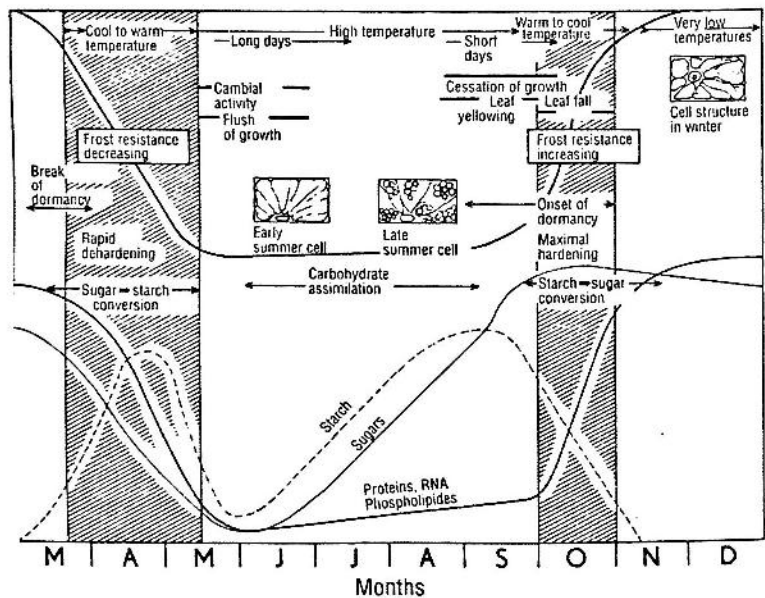 Cool to warm
temperature
Long days
High temperature
Short
days
Warm to cool
temperature
Very low
temperatures
Cambial
activity
Flush
of growth
Cessation of growth
Leaf
yellowing
Leaf fall
Cell structure
in winter
Frost resistance
decreasing
Frost resistance
increasing
Break
of
dormancy
Early
summer cell
Late
summer cell
Onset of
dormancy
Rapid
dehardening
Maximal
hardening
Sugar → starch
conversion
Carbohydrate
assimilation
Starch → sugar
conversion
Starch
Sugars
Proteins, RNA
Phospholipides
M A M J J A S O N D
Months